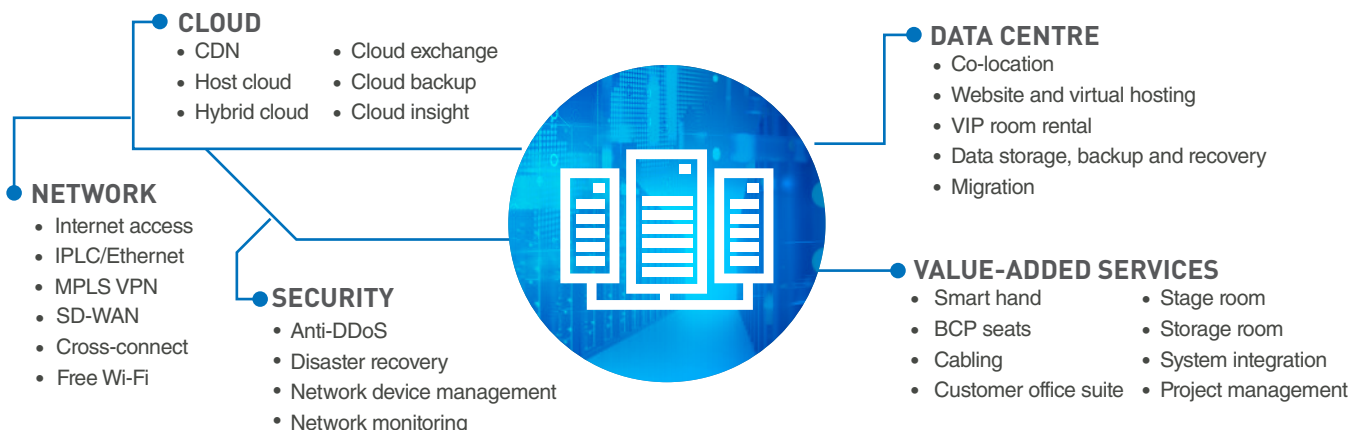 CLOUD
• CDN
• Host cloud
• Hybrid cloud
• Cloud exchange
• Cloud backup
• Cloud insight
NETWORK
• Internet access
• IPLC/Ethernet
• MPLS VPN
• SD-WAN
• Cross-connect
• Free Wi-Fi
SECURITY
• Anti-DDoS
• Disaster recovery
• Network device management
• Network monitoring
DATA CENTRE
• Co-location
• Website and virtual hosting
• VIP room rental
• Data storage, backup and recovery
• Migration
VALUE-ADDED SERVICES
• Smart hand
• BCP seats
• Cabling
• Customer office suite
• Stage room
• Storage room
• System integration
• Project management